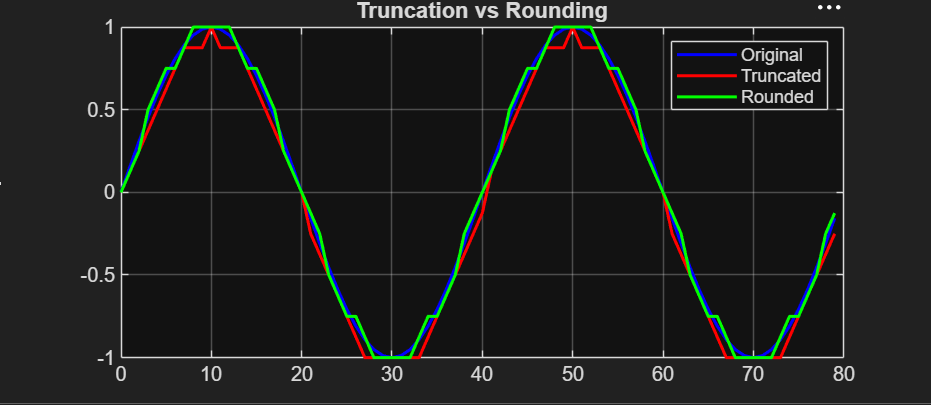 Truncation vs Rounding
Original
Truncated
Rounded
1
0.5
0
-0.5
-1
0 10 20 30 40 50 60 70 80